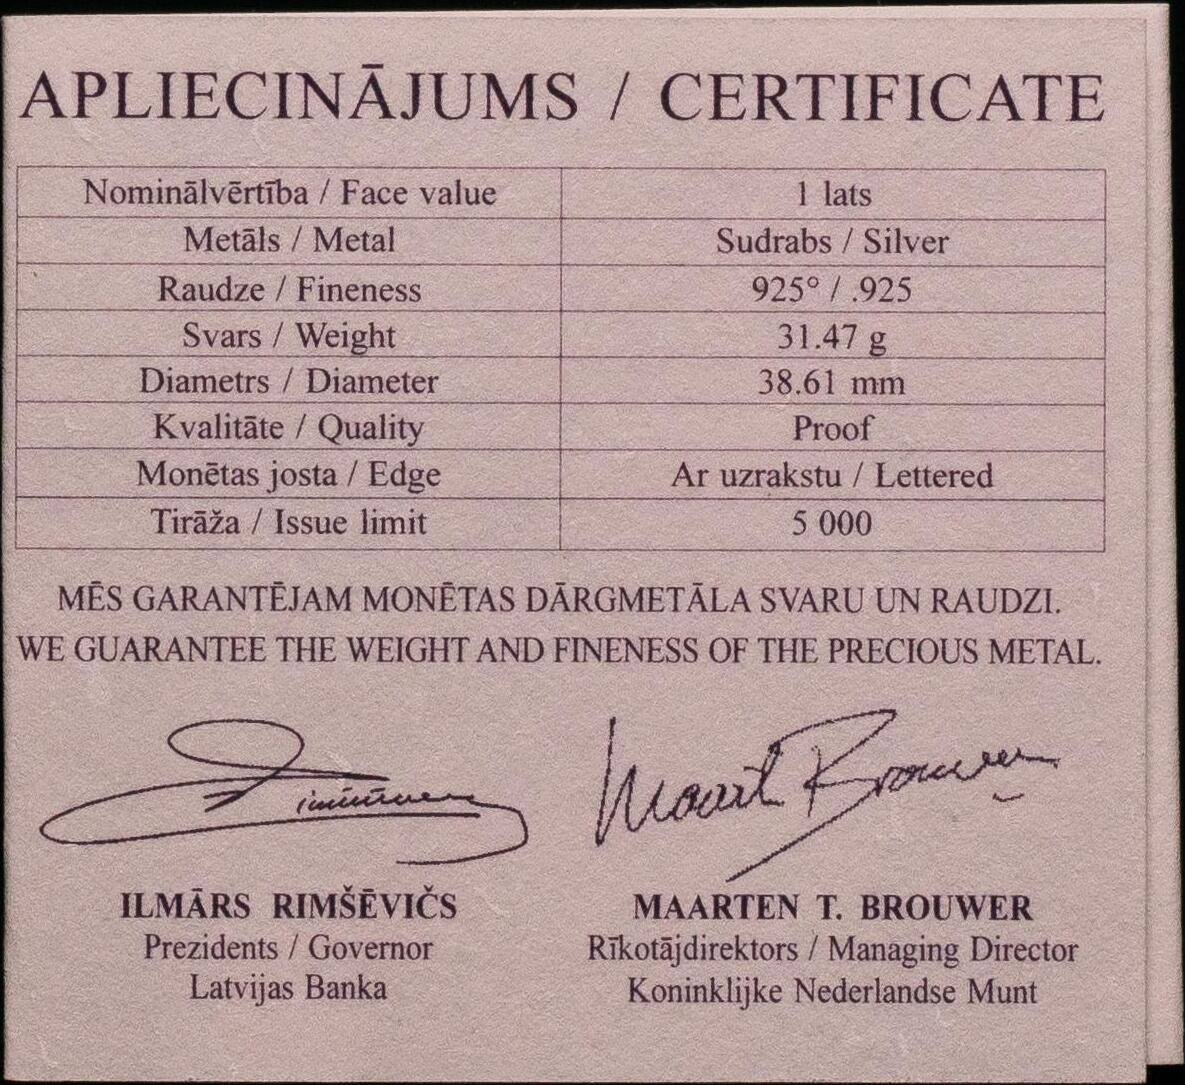 APLIECINĀJUMS / CERTIFICATE
Nominālvērtība / Face value 1 lats
Metāls / Metal Sudrabs / Silver
Raudze / Fineness 925° / .925
Svars / Weight 31.47 g
Diametrs / Diameter 38.61 mm
Kvalitāte / Quality Proof
Monētas josta / Edge Ar uzrakstu / Lettered
Tirāža / Issue limit 5 000
MĒS GARANTĒJAM MONĒTAS DĀRGMETĀLA SVARU UN RAUDZI.
WE GUARANTEE THE WEIGHT AND FINENESS OF THE PRECIOUS METAL.
Maart Brouwer
ILMĀRS RIMŠĒVIČS MAARTEN T. BROUWER
Prezidents / Governor Rīkotājdirektors / Managing Director
Latvijas Banka Koninklijke Nederlandse Munt